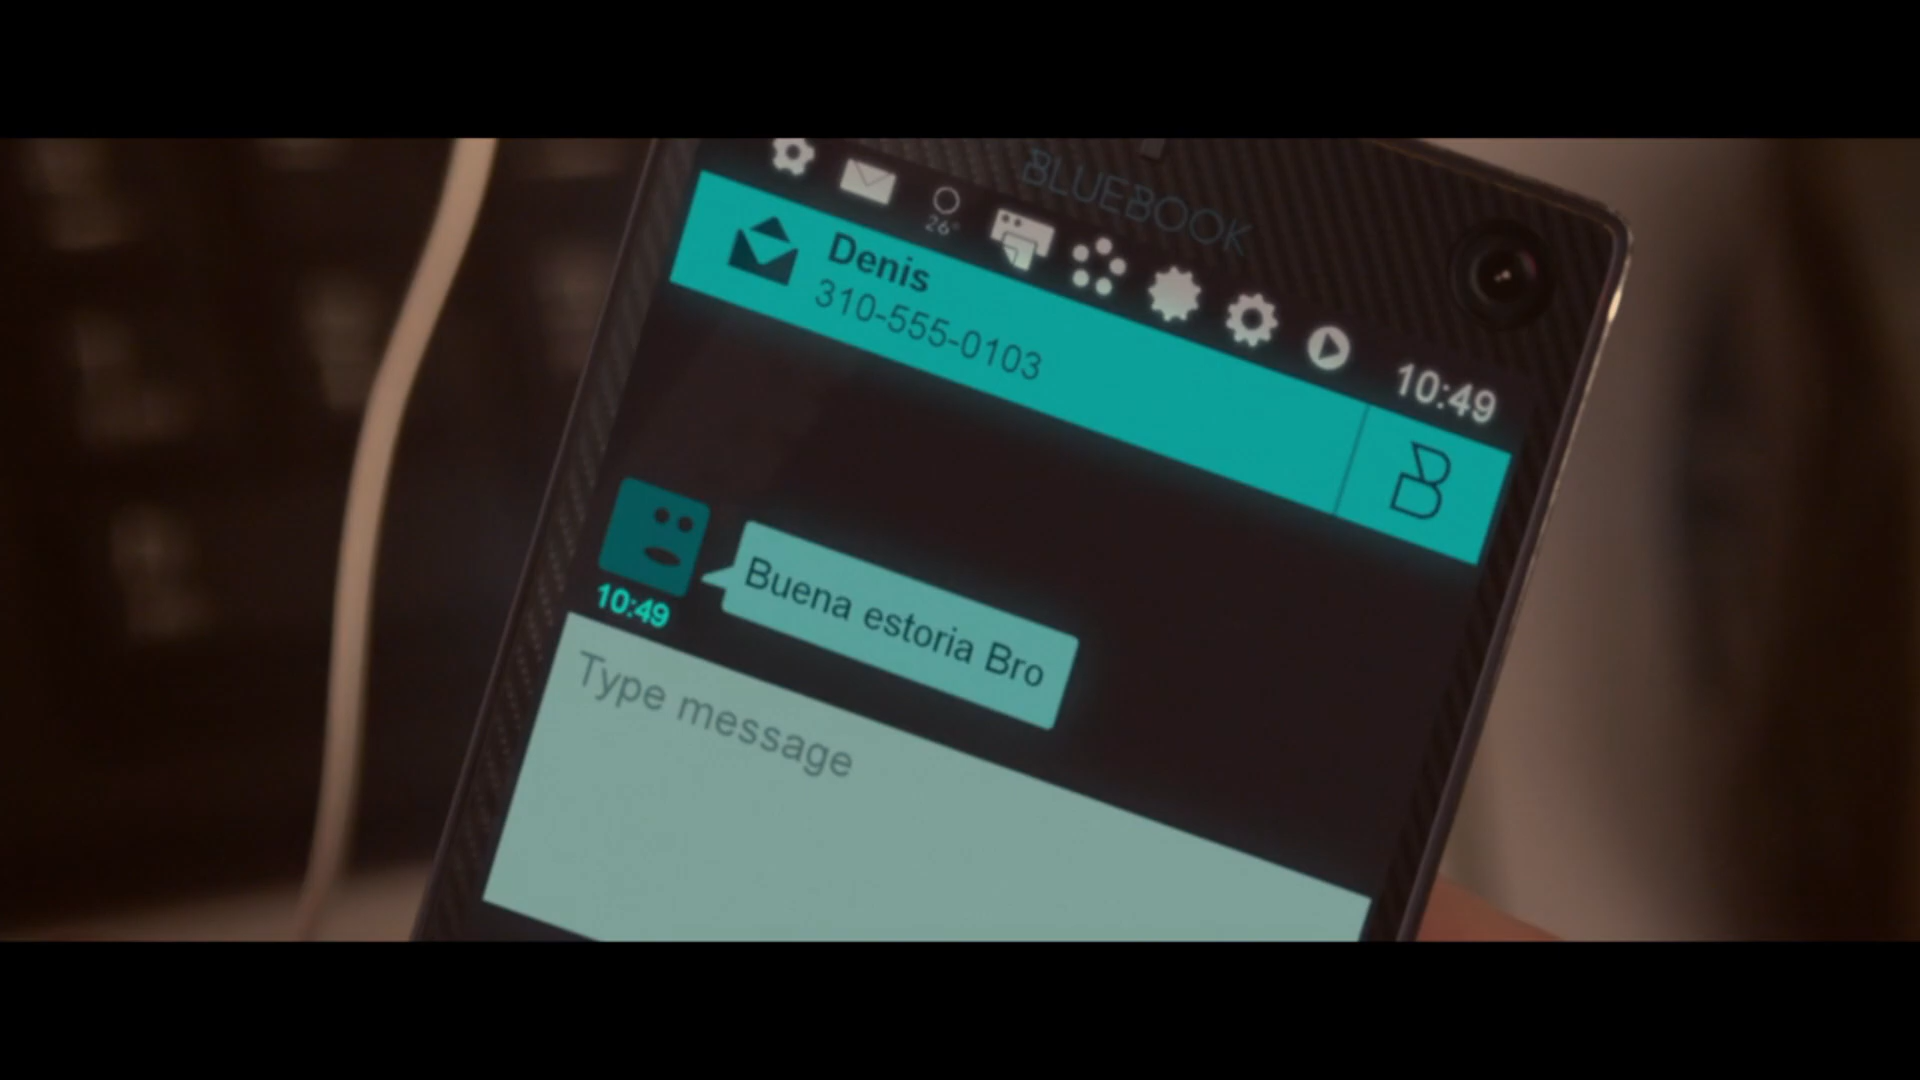 BLUEBOOK
26°
10:49
Denis
310-555-0103
Buena estoria Bro
10:49
Type message